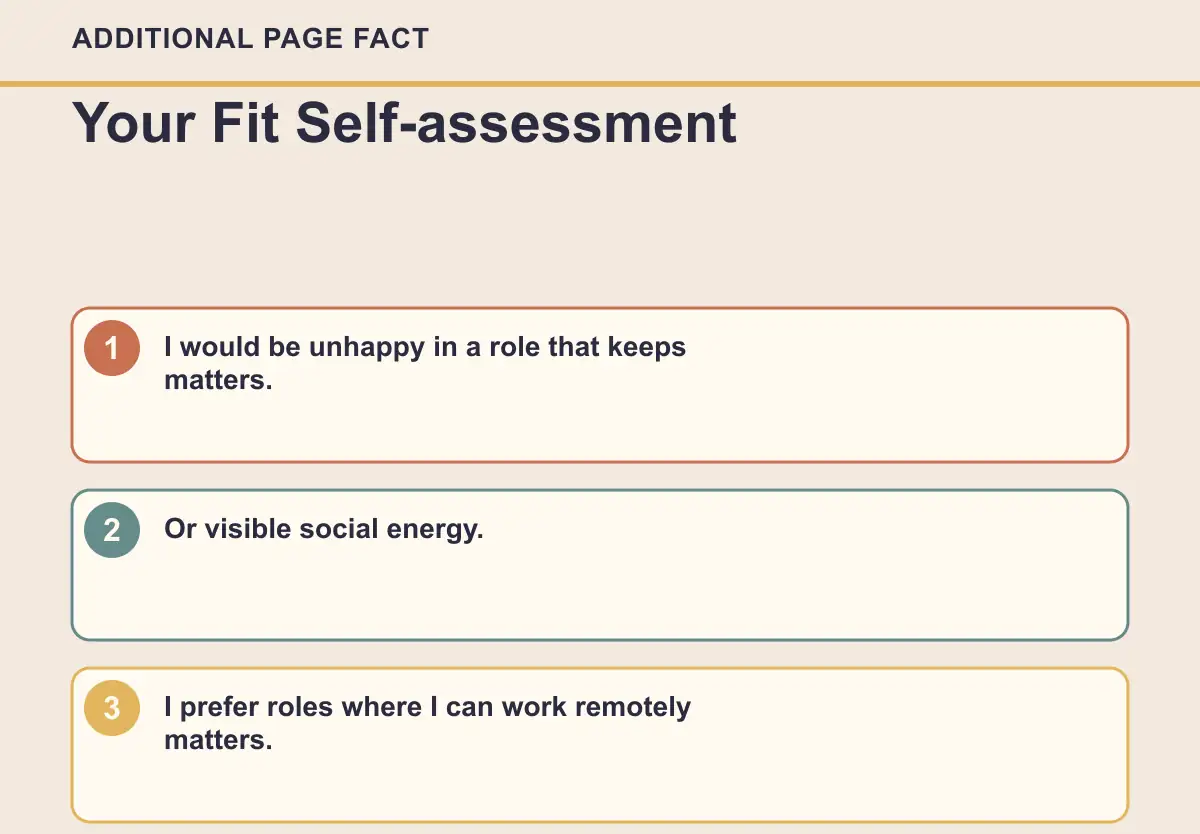 ADDITIONAL PAGE FACT
Your Fit Self-assessment
1
I would be unhappy in a role that keeps
matters.
2
Or visible social energy.
3
I prefer roles where I can work remotely
matters.